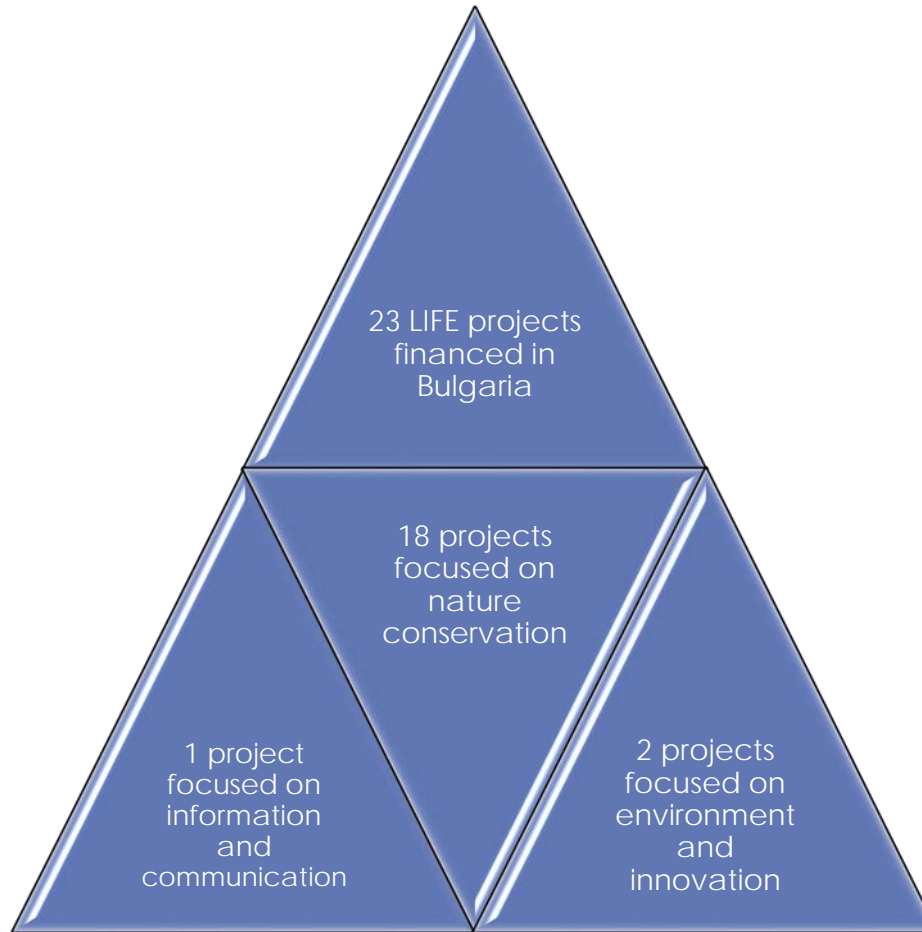 23 LIFE projects
financed in
Bulgaria
18 projects
focused on
nature
conservation
1 project
focused on
information
and
communication
2 projects
focused on
environment
and
innovation